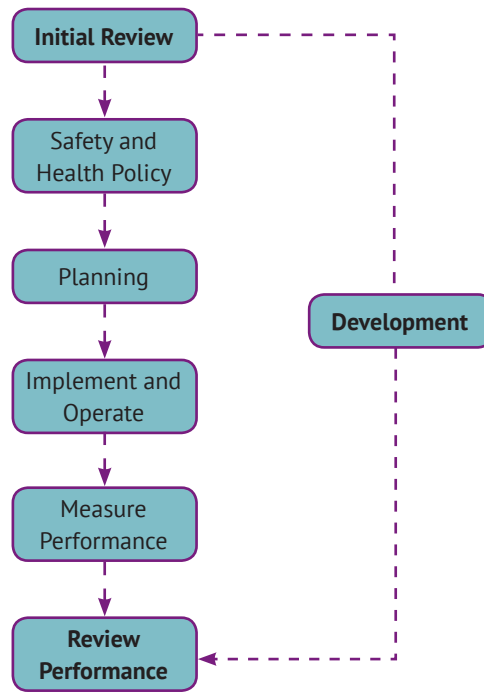 Initial Review
Safety and
Health Policy
Planning
Development
Implement and
Operate
Measure
Performance
Review
Performance